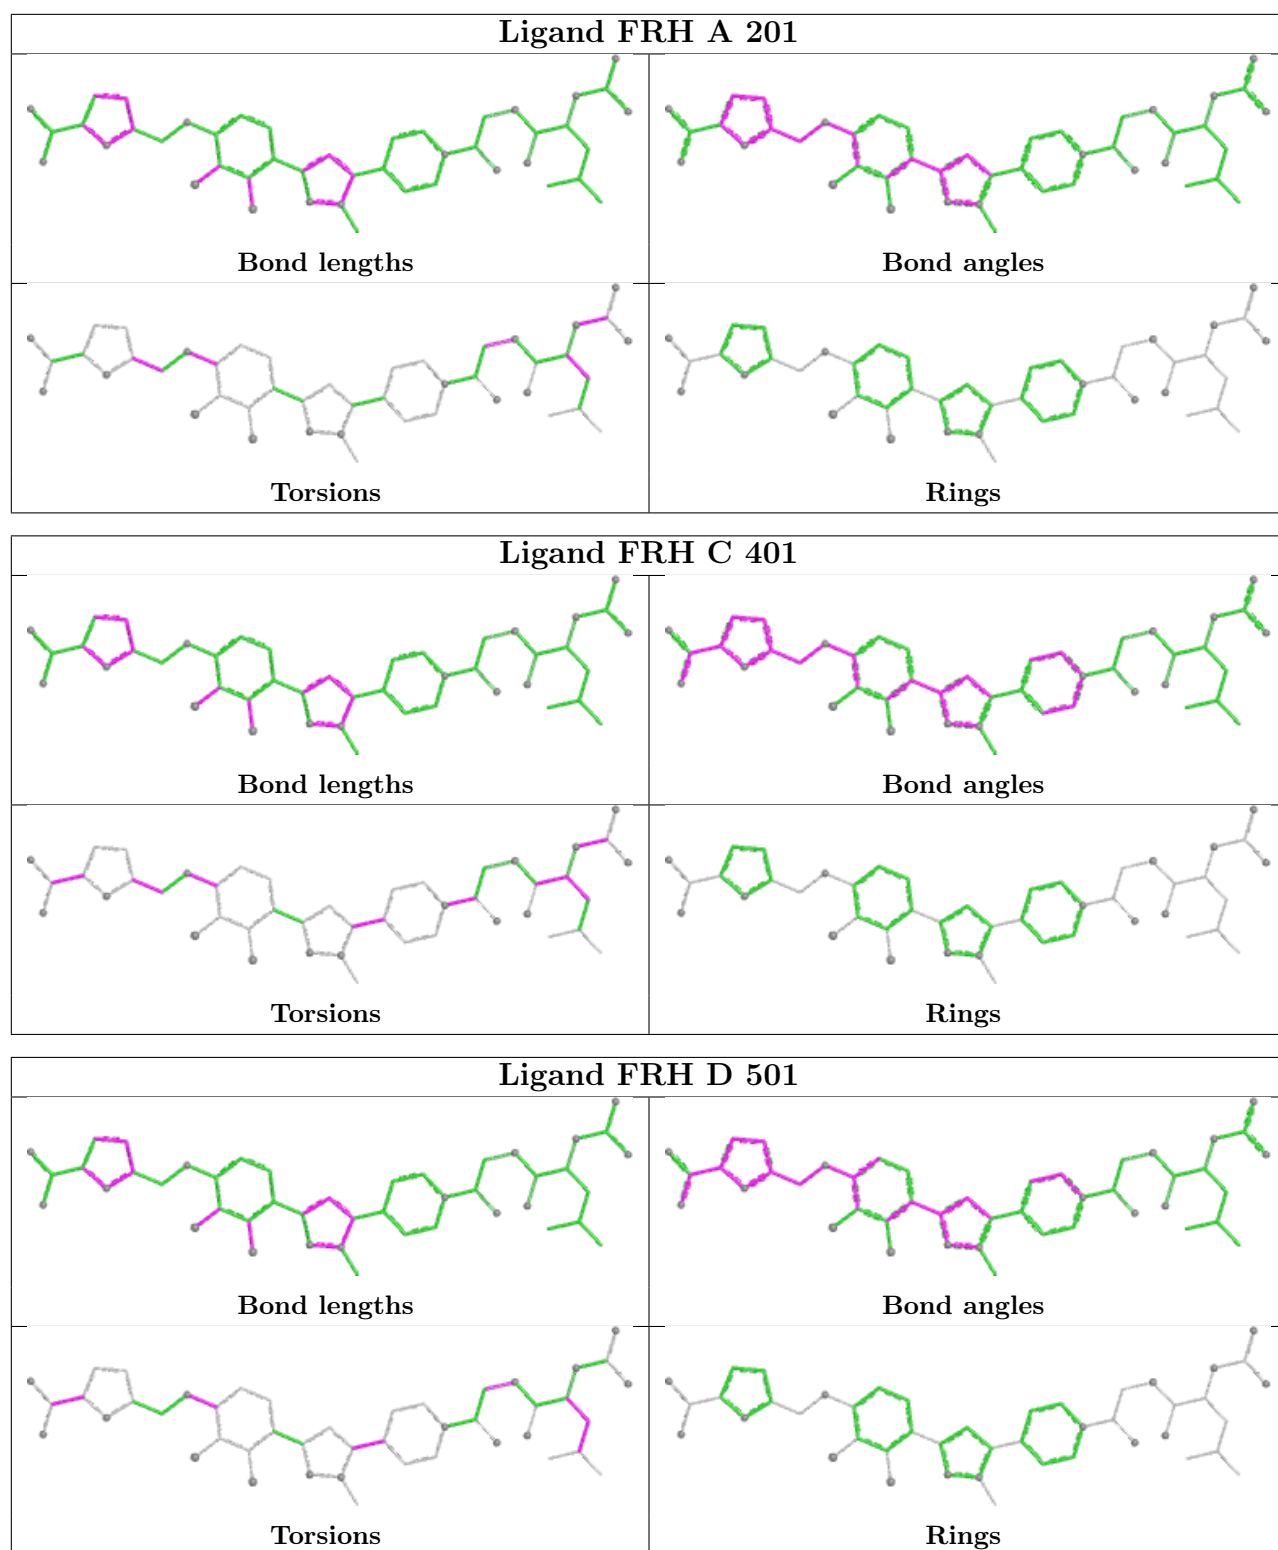 Ligand FRH A 201
Bond lengths
Bond angles
Torsions
Rings
Ligand FRH C 401
Bond lengths
Bond angles
Torsions
Rings
Ligand FRH D 501
Bond lengths
Bond angles
Torsions
Rings